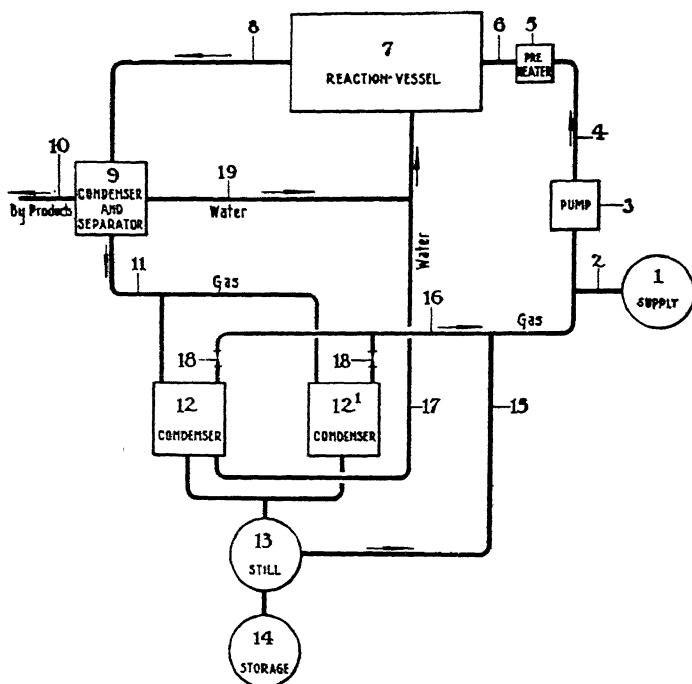 8
7
REACTION-VESSEL
6
5
PRE
HEATER
4
10
By Products
9
CONDENSER
AND
SEPARATOR
19
Water
PUMP
3
2
1
SUPPLY
11
Gas
Water
16
Gas
18
18
12
CONDENSER
12¹
CONDENSER
17
15
13
STILL
14
STORAGE